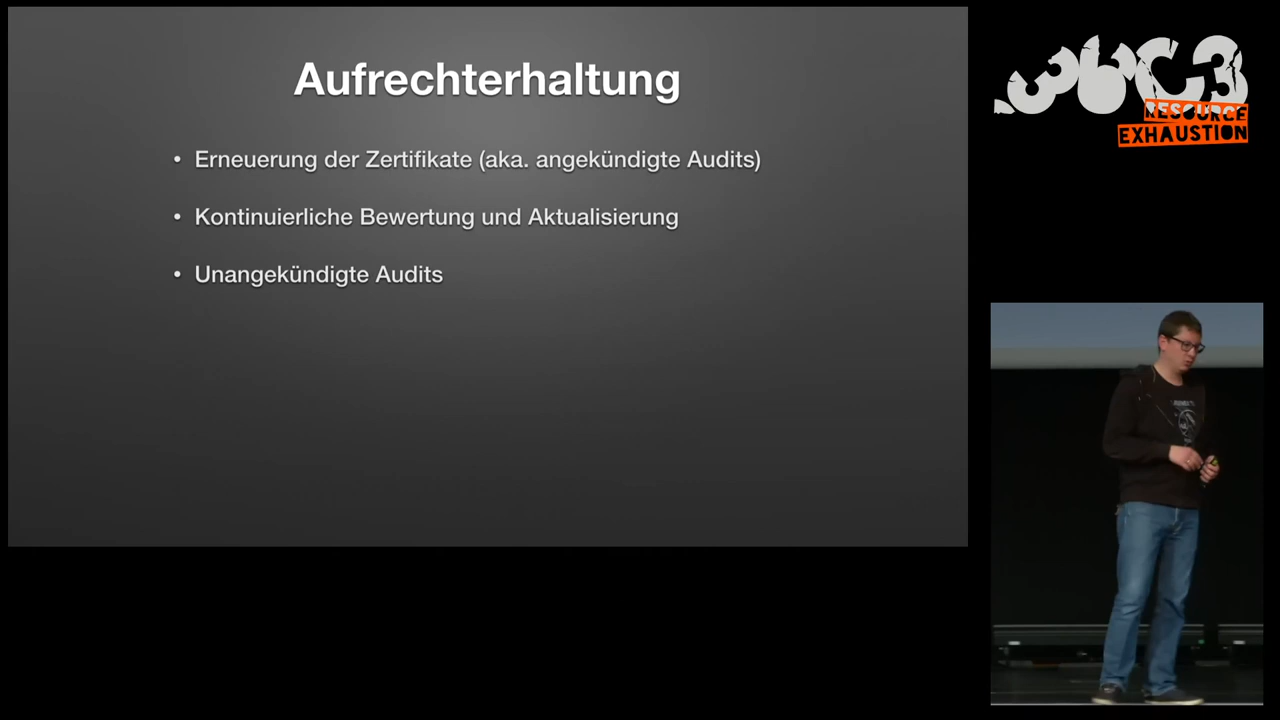 Aufrechterhaltung
• Erneuerung der Zertifikate (aka. angekündigte Audits)
• Kontinuierliche Bewertung und Aktualisierung
• Unangekündigte Audits
36C3
RESOURCE
EXHAUSTION